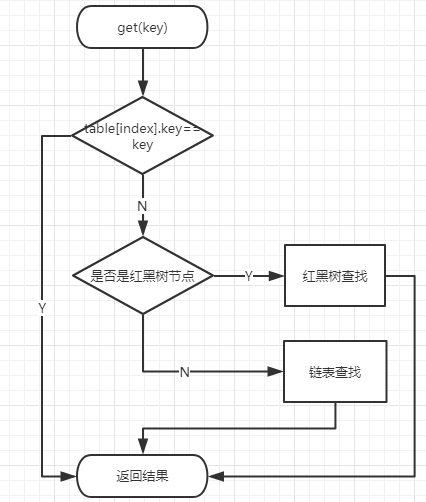 get(key)
table[index].key==
key
N
是否是红黑树节点
Y
红黑树查找
Y
N
链表查找
返回结果